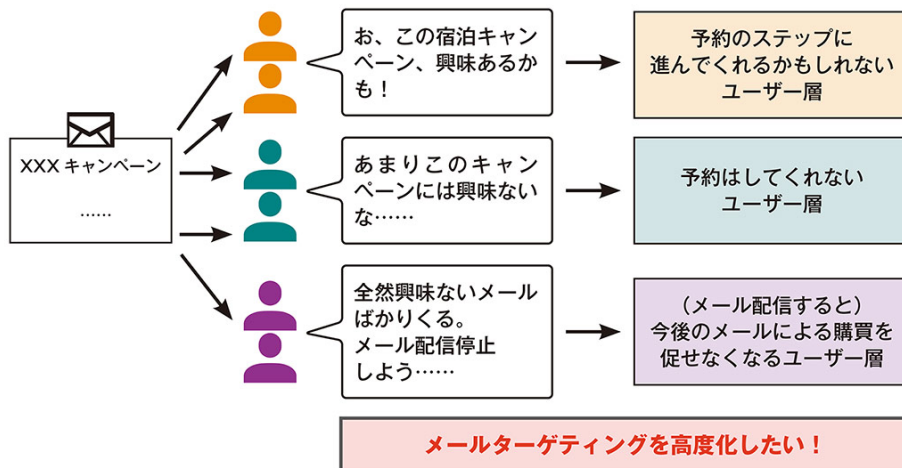 XXX キャンペーン
……
お、この宿泊キャン
ペーン、興味あるか
も！
予約のステップに
進んでくれるかもしれない
ユーザー層
あまりこのキャン
ペーンには興味ない
な……
予約はしてくれない
ユーザー層
全然興味ないメール
ばかりくる。
メール配信停止
しよう……
（メール配信すると）
今後のメールによる購買を
促せなくなるユーザー層
メールターゲティングを高度化したい！